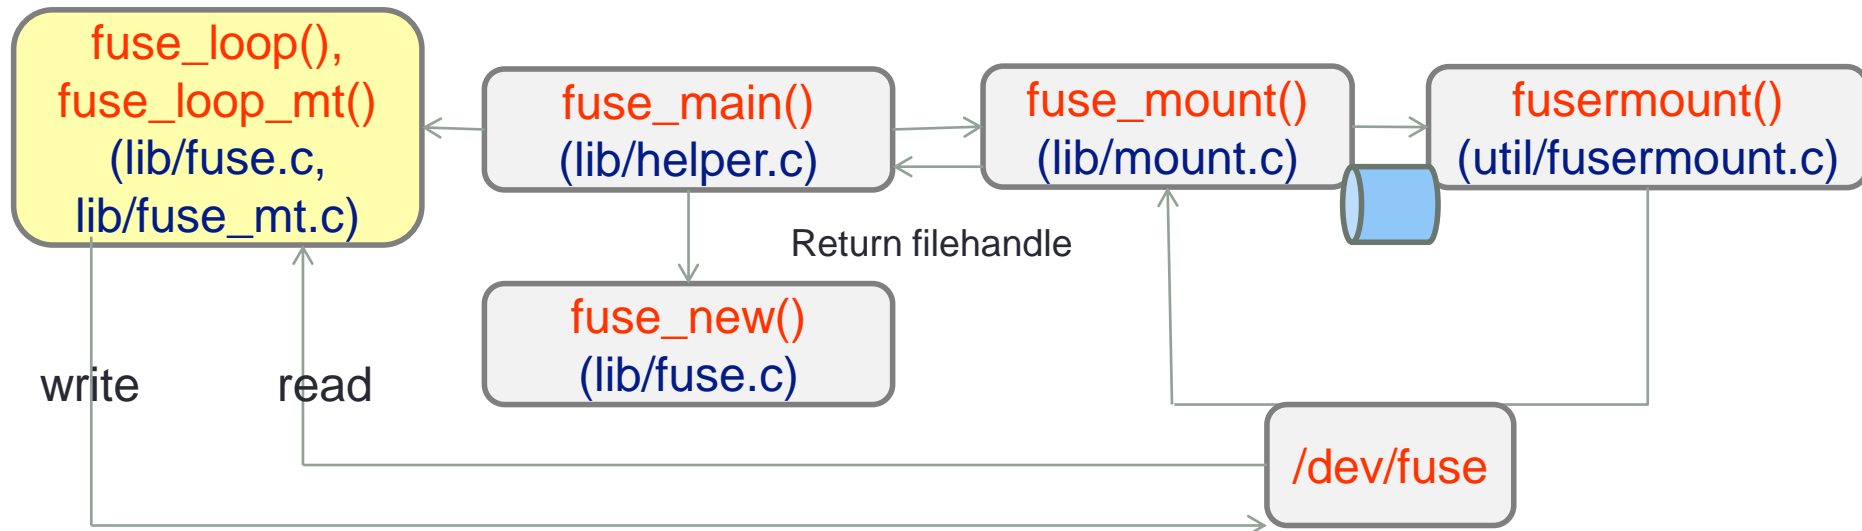 fuse_loop(),
fuse_loop_mt()
(lib/fuse.c,
lib/fuse_mt.c)
fuse_main()
(lib/helper.c)
fuse_mount()
(lib/mount.c)
fusermount()
(util/fusermount.c)
Return filehandle
fuse_new()
(lib/fuse.c)
write
read
/dev/fuse